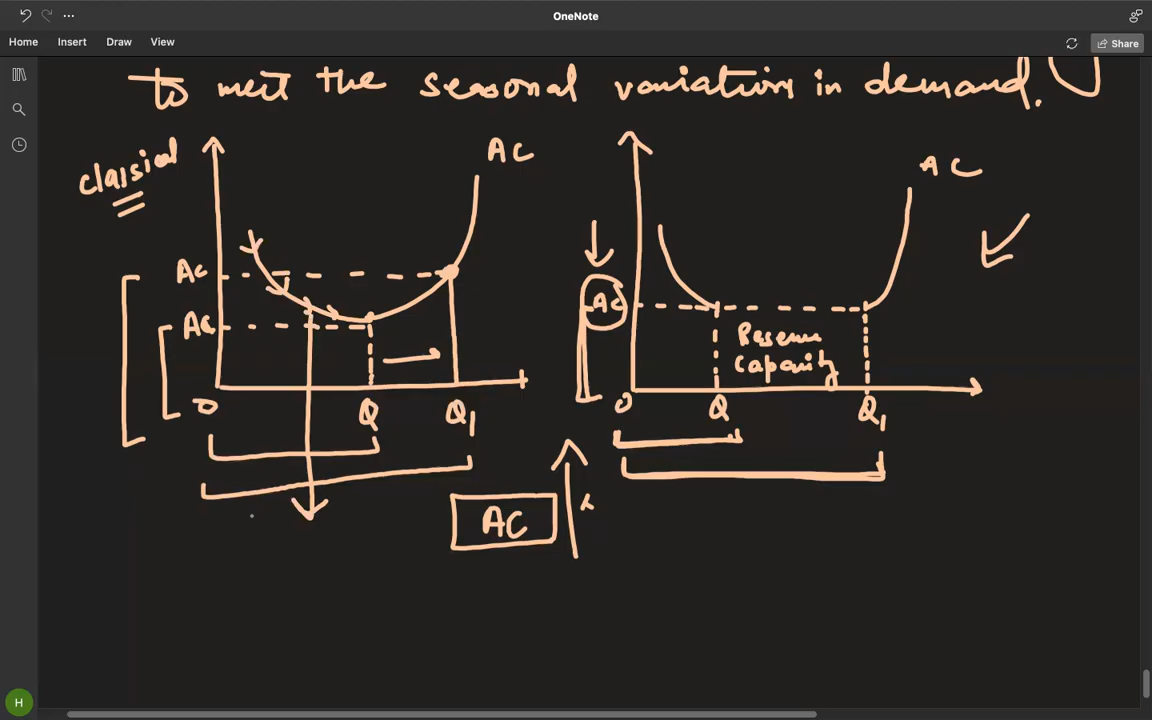 OneNote
Home Insert Draw View
Share
to meet the seasonal variation in demand.
classical
AC
AC
AC
AC
AC
AC
Reserve
Capacity
O Q Q1
O Q Q1
AC
H